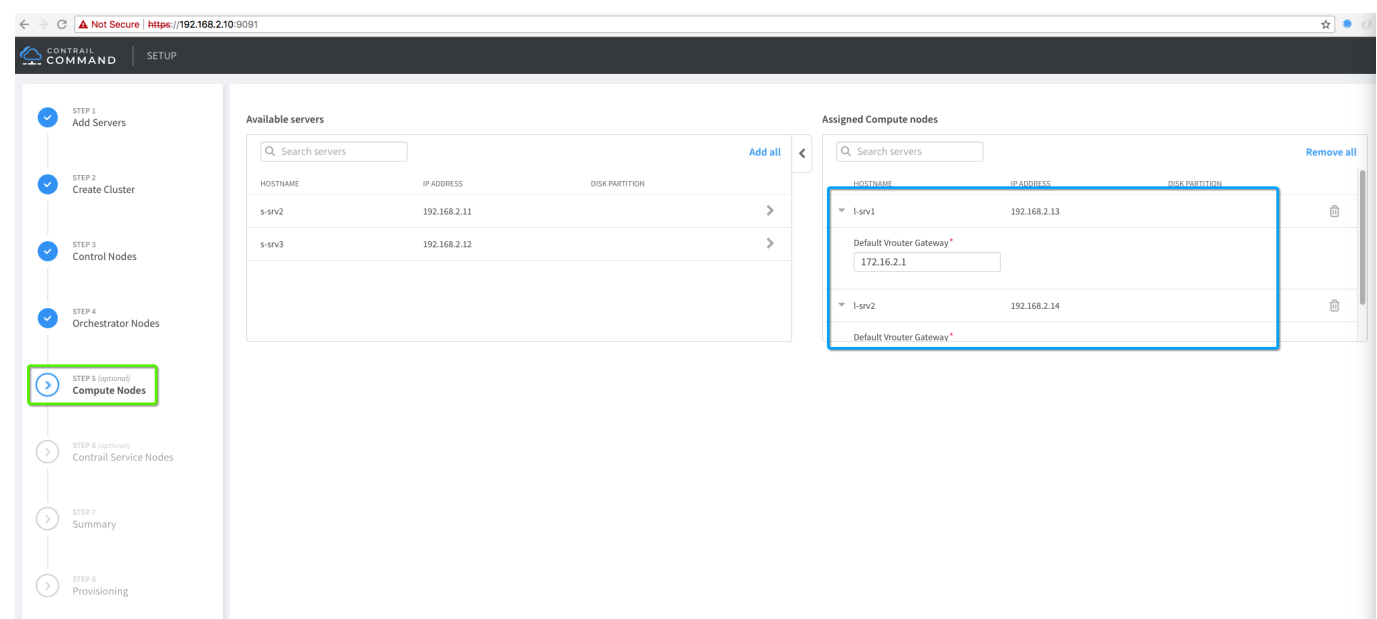 Not Secure | https://192.168.2.10:9091
CONTRAIL
COMMAND
SETUP
STEP 1
Add Servers
STEP 2
Create Cluster
STEP 3
Control Nodes
STEP 4
Orchestrator Nodes
STEP 5 (optional)
Compute Nodes
STEP 6 (optional)
Contrail Service Nodes
STEP 7
Summary
STEP 8
Provisioning
Available servers
Search servers
Add all
HOSTNAME IP ADDRESS DISK PARTITION
s-srv2 192.168.2.11
s-srv3 192.168.2.12
Assigned Compute nodes
Search servers
Remove all
HOSTNAME IP ADDRESS DISK PARTITION
l-srv1 192.168.2.13
Default Vrouter Gateway*
172.16.2.1
l-srv2 192.168.2.14
Default Vrouter Gateway*